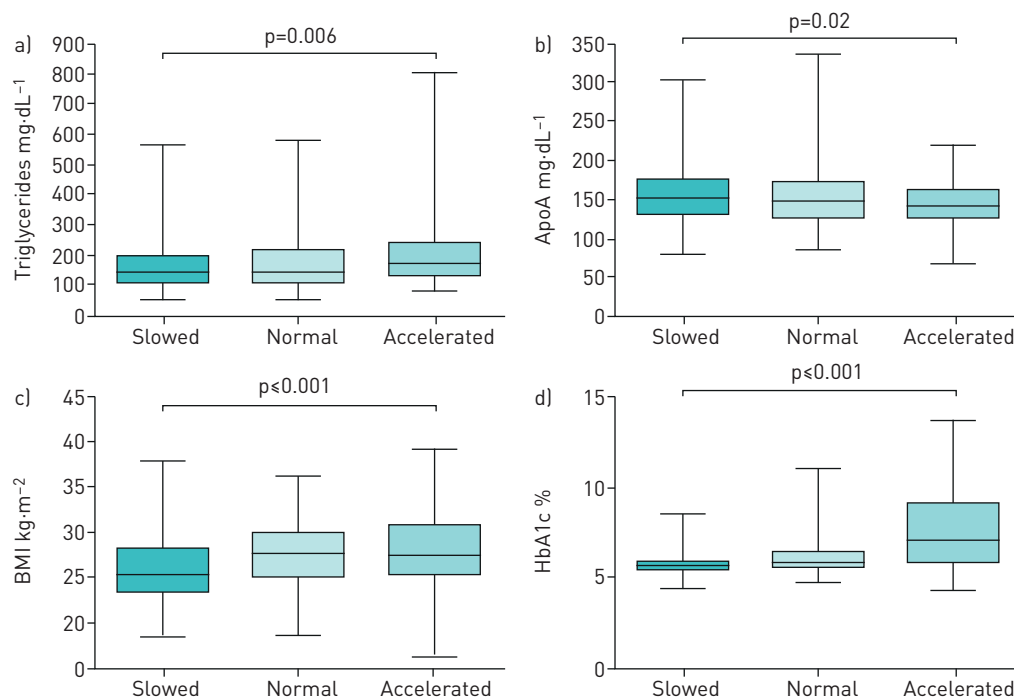 a)
p=0.006
Triglycerides mg·dL⁻¹
900
800
700
600
500
400
300
200
100
0
Slowed Normal Accelerated
b)
p=0.02
ApoA mg·dL⁻¹
350
300
250
200
150
100
50
0
Slowed Normal Accelerated
c)
p≤0.001
BMI kg·m⁻²
45
40
35
30
25
20
0
Slowed Normal Accelerated
d)
p≤0.001
HbA1c %
15
10
5
0
Slowed Normal Accelerated